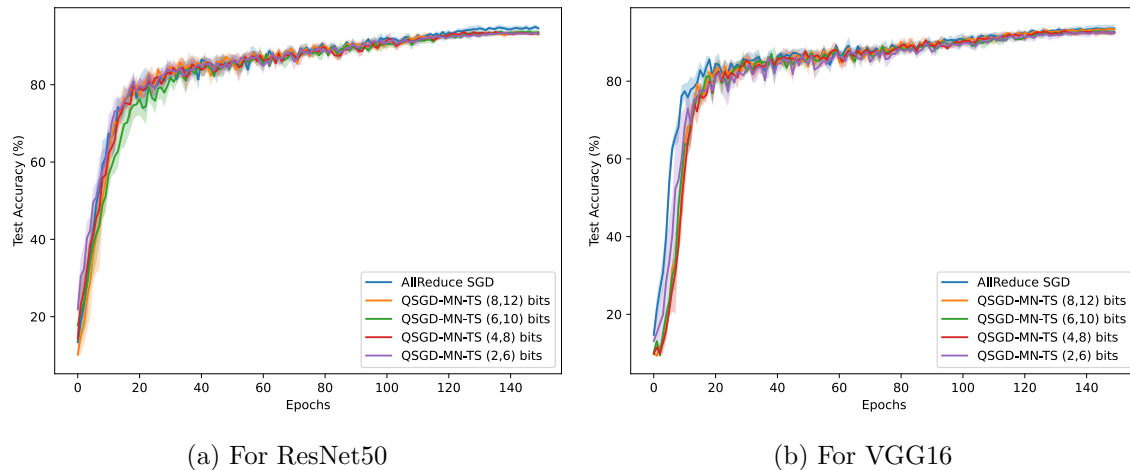 80
60
40
20
Test Accuracy (%)
0
20
40
60
80
100
120
140
Epochs
AllReduce SGD
QSGD-MN-TS (8,12) bits
QSGD-MN-TS (6,10) bits
QSGD-MN-TS (4,8) bits
QSGD-MN-TS (2,6) bits
(a) For ResNet50
80
60
40
20
Test Accuracy (%)
0
20
40
60
80
100
120
140
Epochs
AllReduce SGD
QSGD-MN-TS (8,12) bits
QSGD-MN-TS (6,10) bits
QSGD-MN-TS (4,8) bits
QSGD-MN-TS (2,6) bits
(b) For VGG16